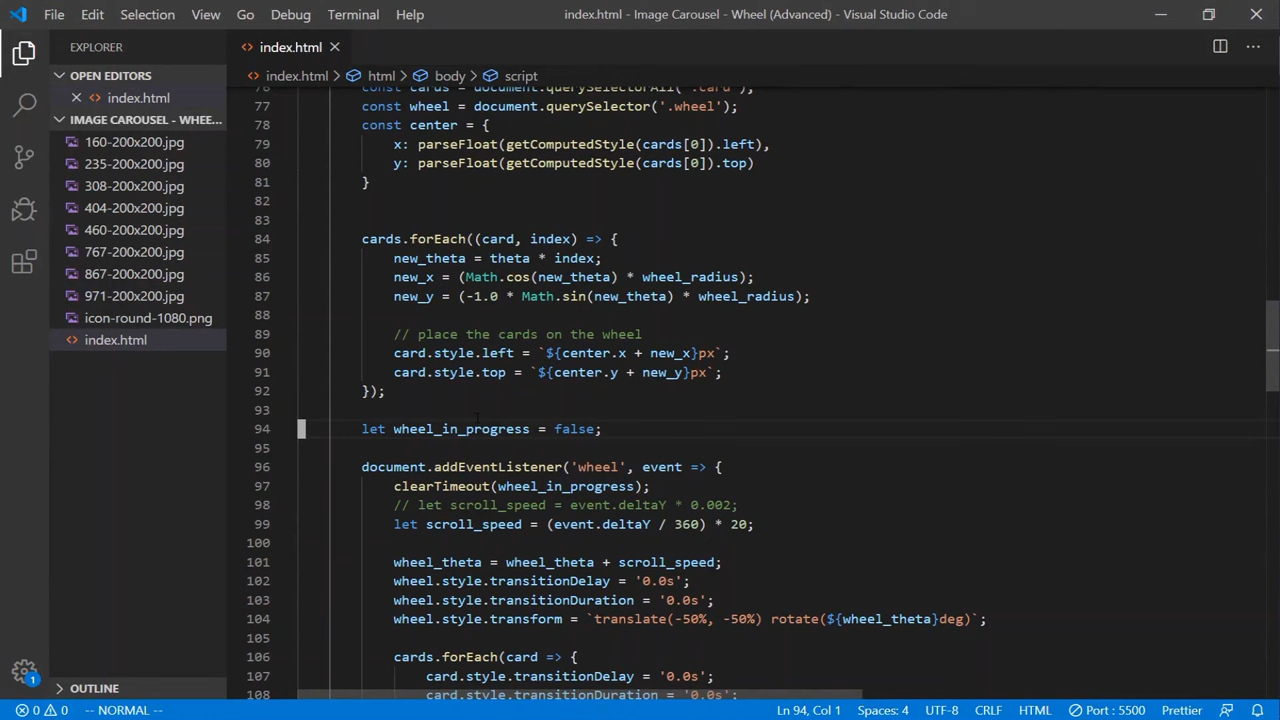 File Edit Selection View Go Debug Terminal Help
index.html - Image Carousel - Wheel (Advanced) - Visual Studio Code
EXPLORER
OPEN EDITORS
index.html
IMAGE CAROUSEL - WHEE...
160-200x200.jpg
235-200x200.jpg
308-200x200.jpg
404-200x200.jpg
460-200x200.jpg
767-200x200.jpg
867-200x200.jpg
971-200x200.jpg
icon-round-1080.png
index.html
OUTLINE
1
index.html
index.html > html > body > script
76 const cards = document.querySelectorAll('.card');
77 const wheel = document.querySelector('.wheel');
78 const center = {
79 x: parseFloat(getComputedStyle(cards[0]).left),
80 y: parseFloat(getComputedStyle(cards[0]).top)
81 }
82
83
84 cards.forEach((card, index) => {
85 new_theta = theta * index;
86 new_x = (Math.cos(new_theta) * wheel_radius);
87 new_y = (-1.0 * Math.sin(new_theta) * wheel_radius);
88
89 // place the cards on the wheel
90 card.style.left = `${center.x + new_x}px`;
91 card.style.top = `${center.y + new_y}px`;
92 });
93
94 let wheel_in_progress = false;
95
96 document.addEventListener('wheel', event => {
97 clearTimeout(wheel_in_progress);
98 // let scroll_speed = event.deltaY * 0.002;
99 let scroll_speed = (event.deltaY / 360) * 20;
100
101 wheel_theta = wheel_theta + scroll_speed;
102 wheel.style.transitionDelay = '0.0s';
103 wheel.style.transitionDuration = '0.0s';
104 wheel.style.transform = `translate(-50%, -50%) rotate(${wheel_theta}deg)`;
105
106 cards.forEach(card => {
107 card.style.transitionDelay = '0.0s';
108 card.style.transitionDuration = '0.0s';
0 0 -- NORMAL -- Ln 94, Col 1 Spaces: 4 UTF-8 CRLF HTML Port : 5500 Prettier